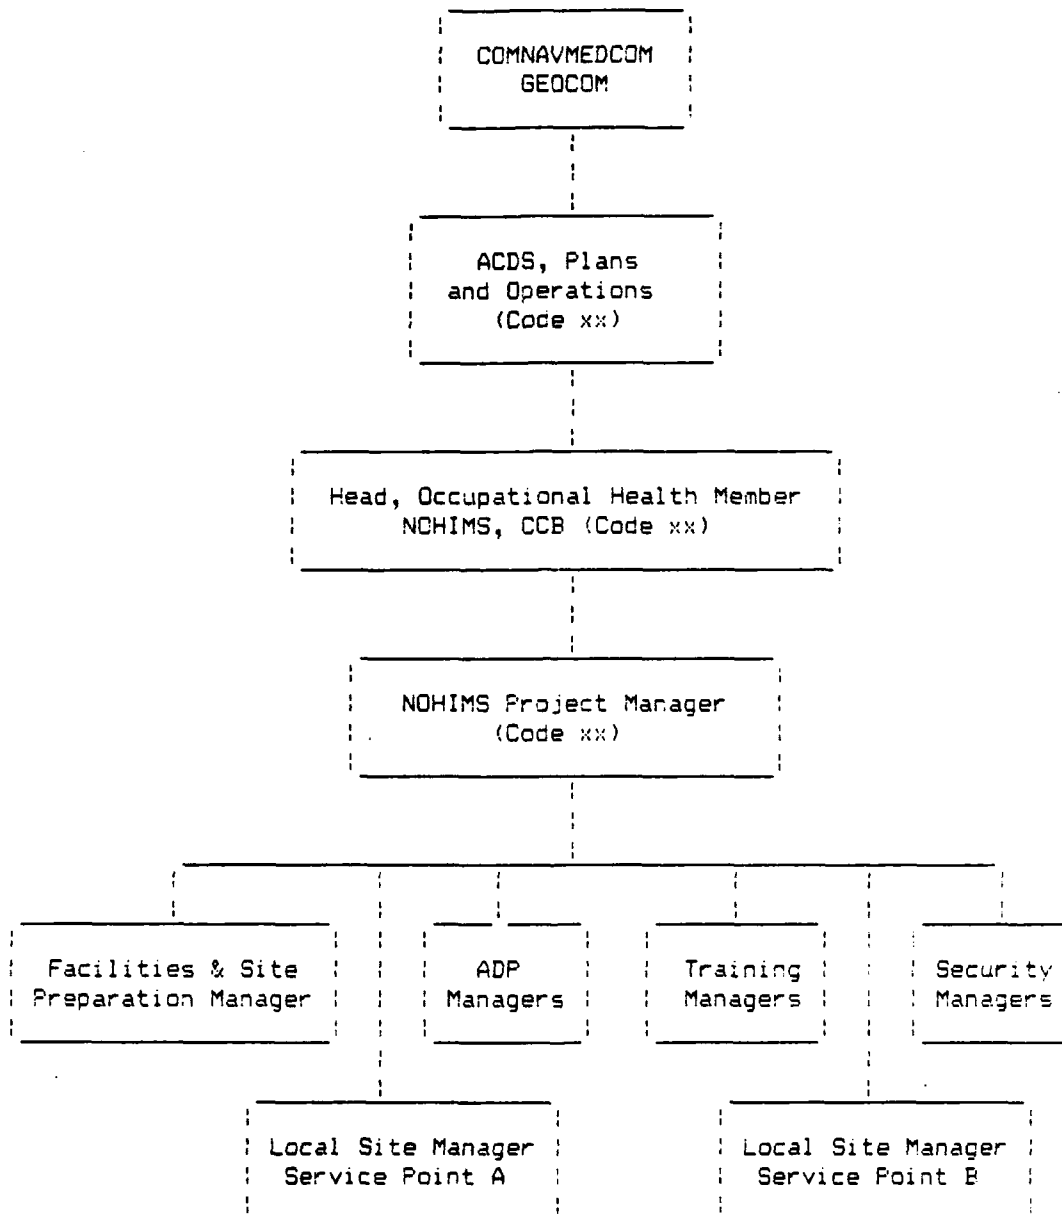 COMNAVMEDCOM
GEOCOM
ACDS, Plans
and Operations
(Code xx)
Head, Occupational Health Member
NOHIMS, CCB (Code xx)
NOHIMS Project Manager
(Code xx)
Facilities & Site
Preparation Manager
ADP
Managers
Training
Managers
Security
Managers
Local Site Manager
Service Point A
Local Site Manager
Service Point B